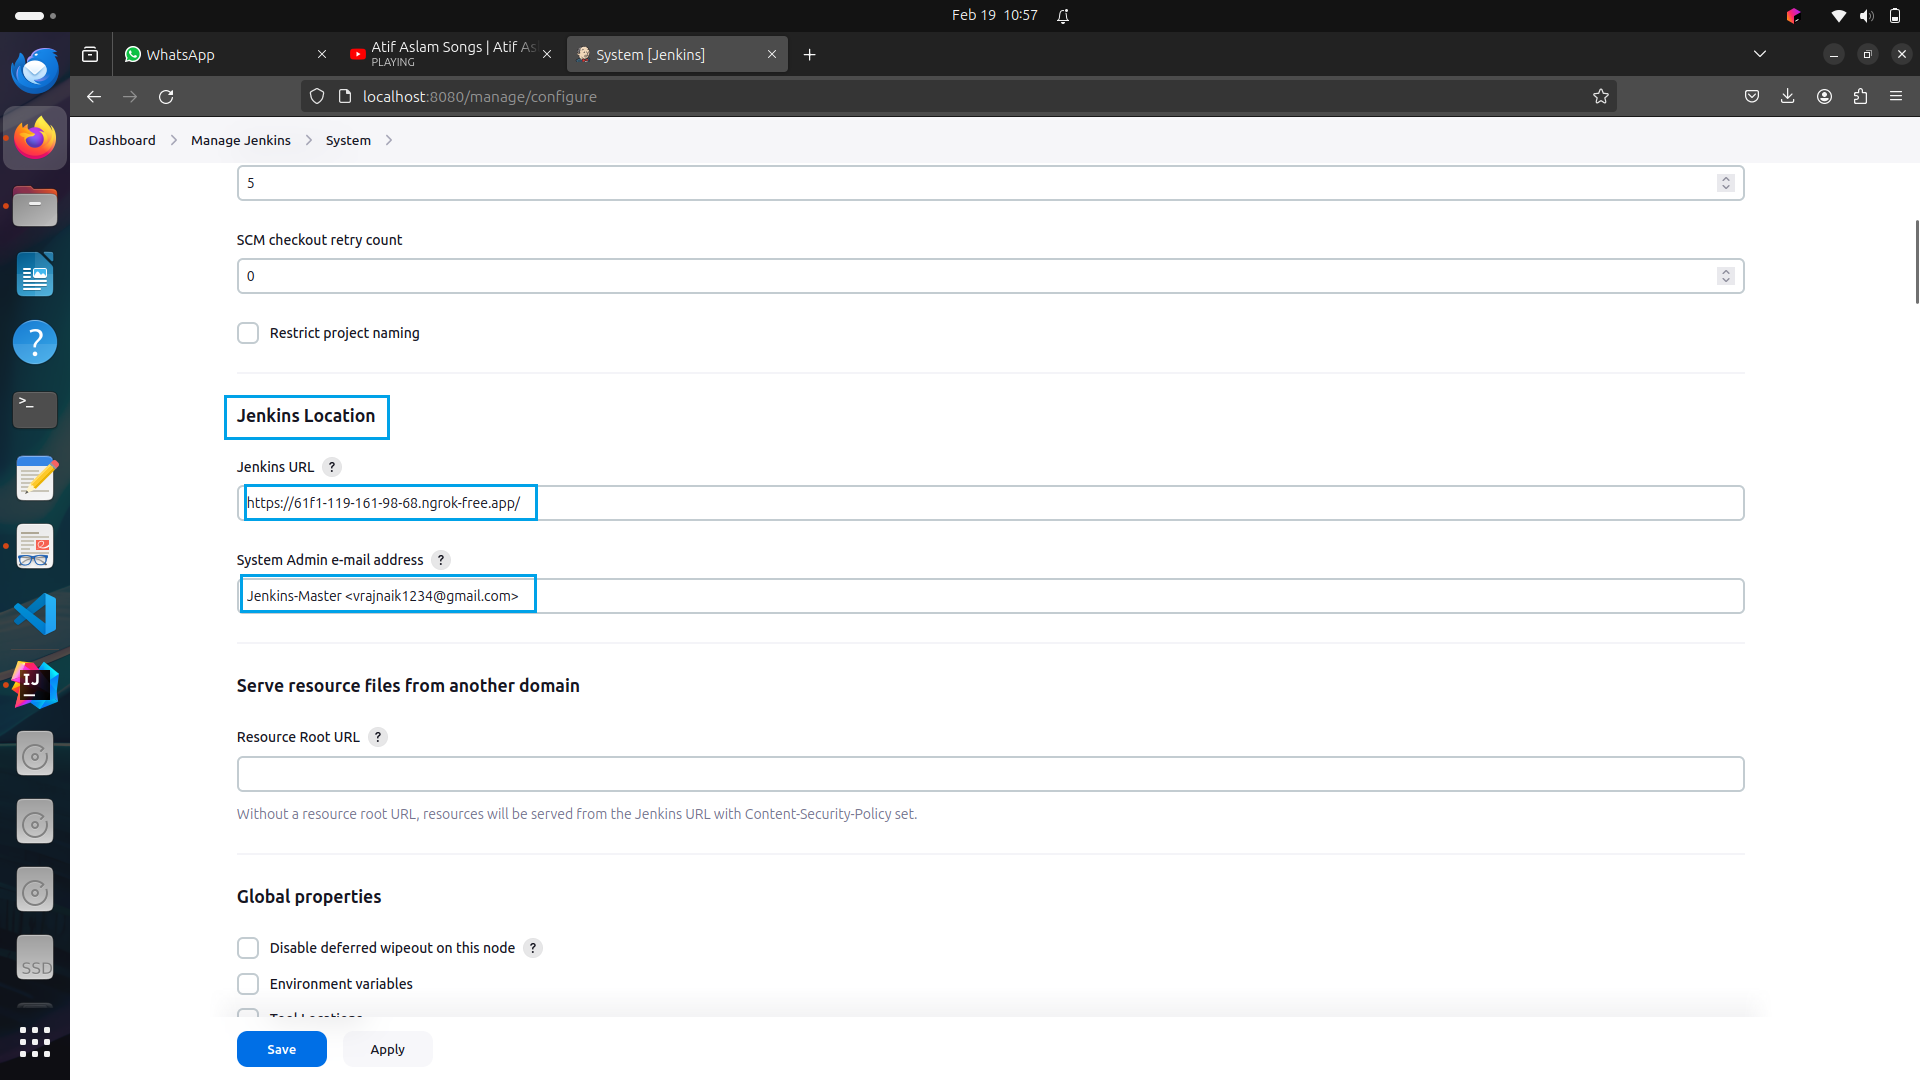 Feb 19 10:57
WhatsApp
Atif Aslam Songs | Atif As
PLAYING
System [Jenkins]
localhost:8080/manage/configure
Dashboard
Manage Jenkins
System
5
SCM checkout retry count
0
Restrict project naming
Jenkins Location
Jenkins URL ?
https://61f1-119-161-98-68.ngrok-free.app/
System Admin e-mail address ?
Jenkins-Master <vrajnaik1234@gmail.com>
Serve resource files from another domain
Resource Root URL ?
Without a resource root URL, resources will be served from the Jenkins URL with Content-Security-Policy set.
Global properties
Disable deferred wipeout on this node ?
Environment variables
Tool Locations
Save
Apply
?
>_
IJ
SSD